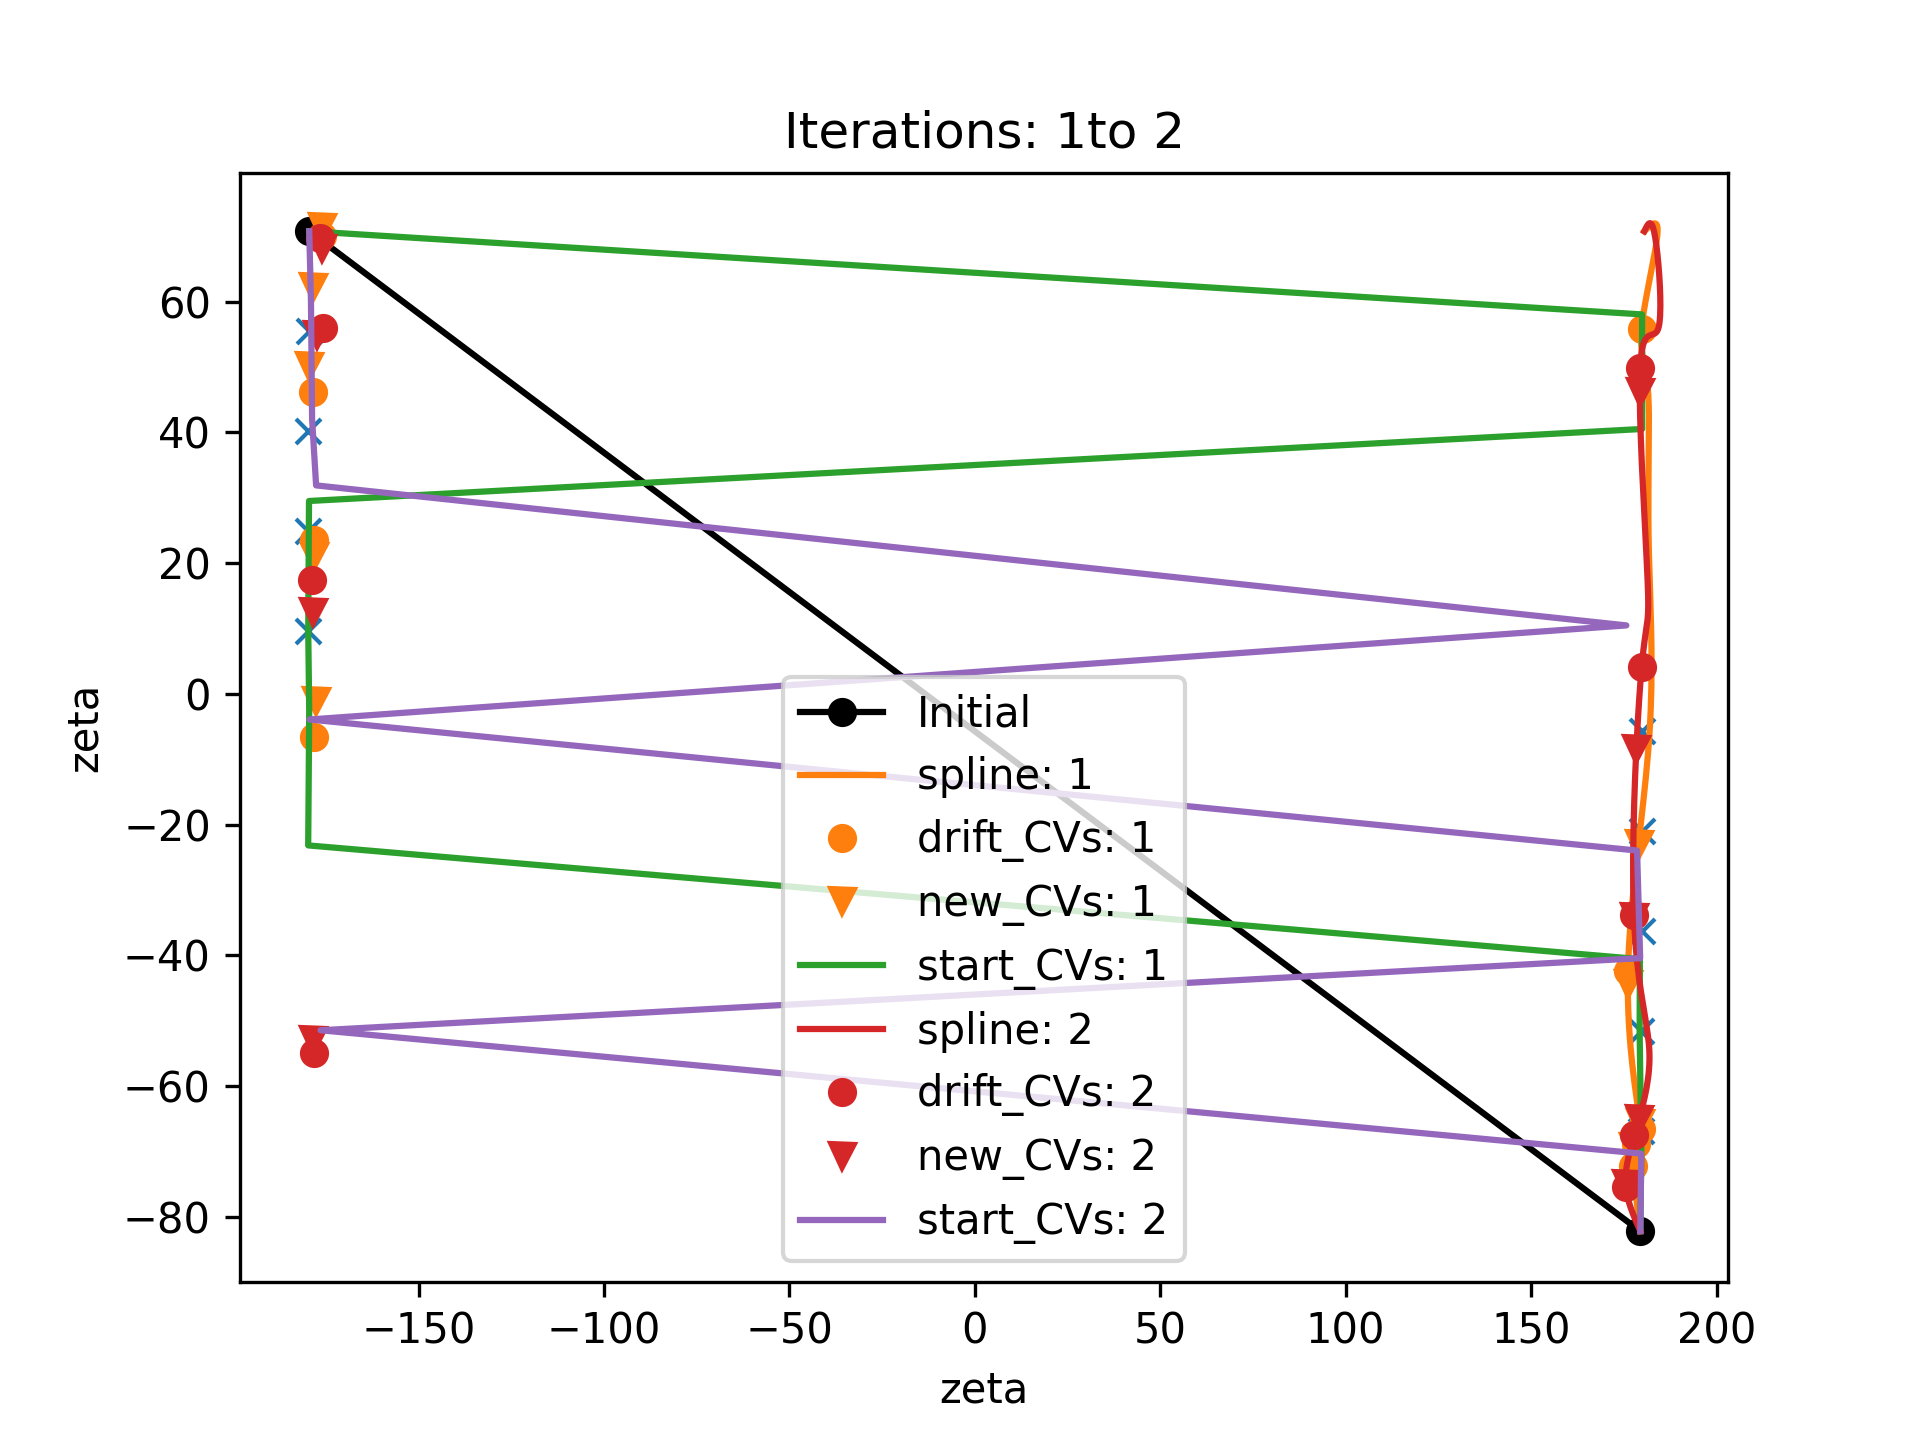 Iterations: 1to 2
zeta
60
40
20
0
−20
−40
−60
−80
Initial
spline: 1
drift_CVs: 1
new_CVs: 1
start_CVs: 1
spline: 2
drift_CVs: 2
new_CVs: 2
start_CVs: 2
−150 −100 −50 0 50 100 150 200
zeta